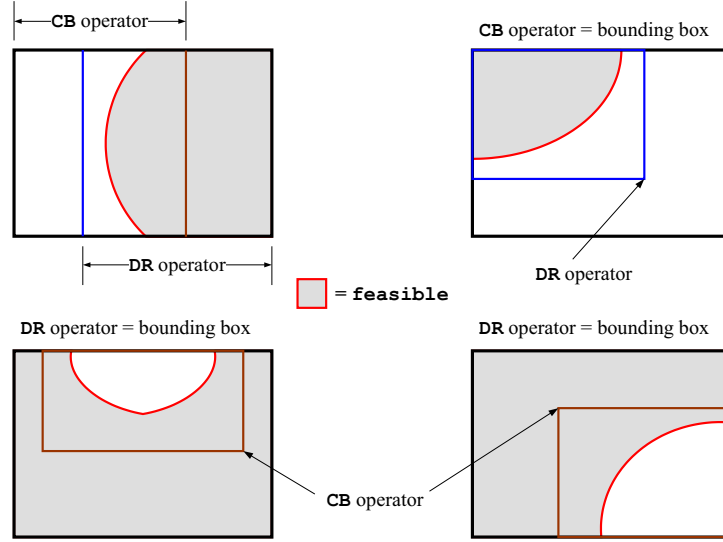 CB operator
CB operator = bounding box
DR operator
DR operator
= feasible
DR operator = bounding box
DR operator = bounding box
CB operator